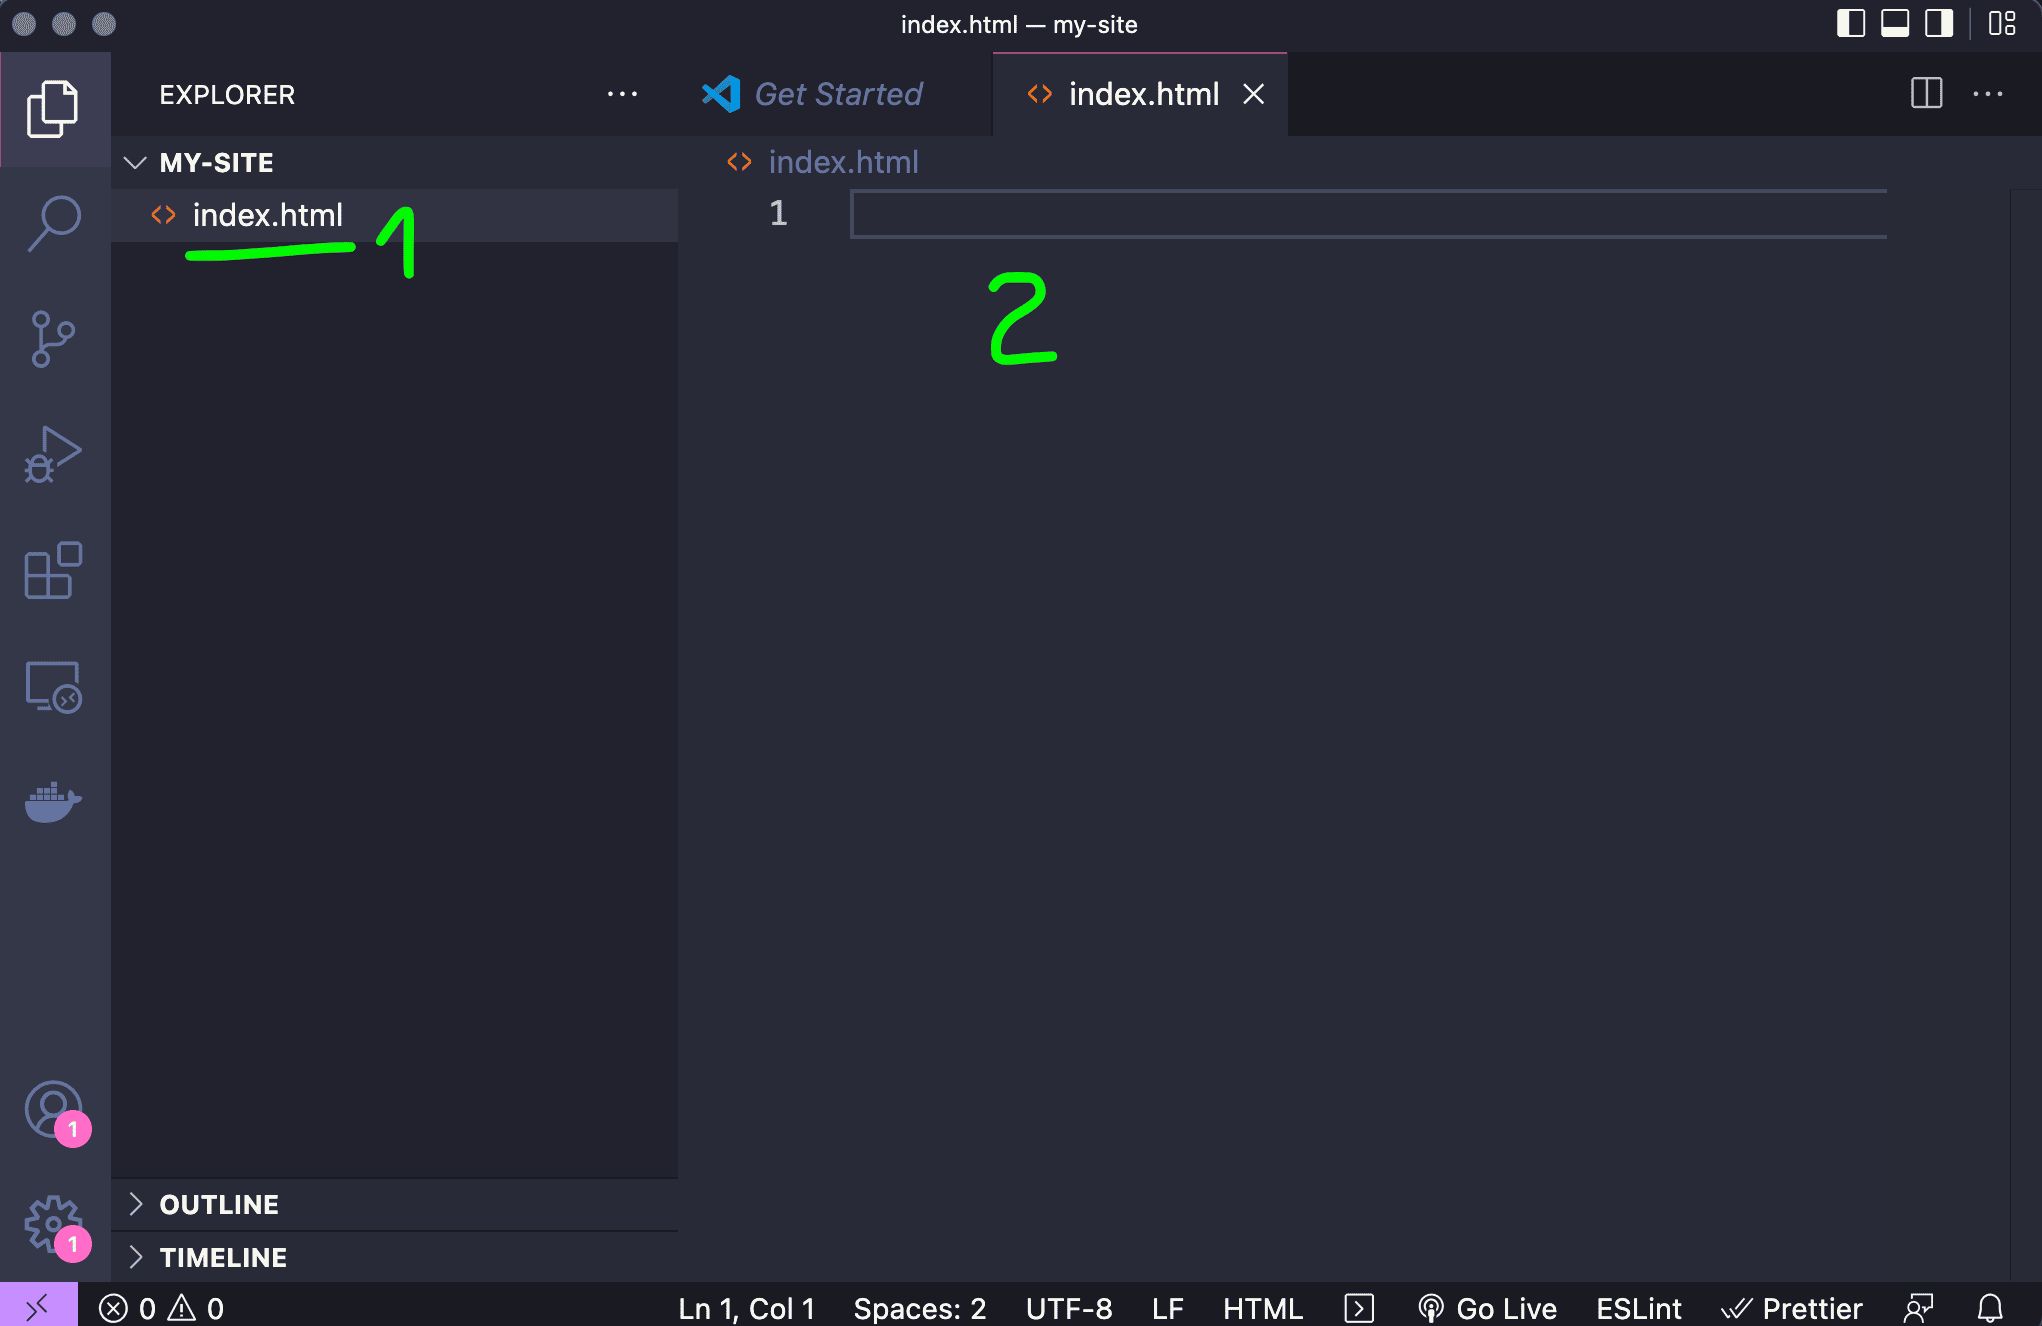 index.html — my-site
EXPLORER
Get Started
index.html
MY-SITE
index.html
index.html
1
1
2
1
1
OUTLINE
TIMELINE
0 0 Ln 1, Col 1 Spaces: 2 UTF-8 LF HTML Go Live ESLint Prettier